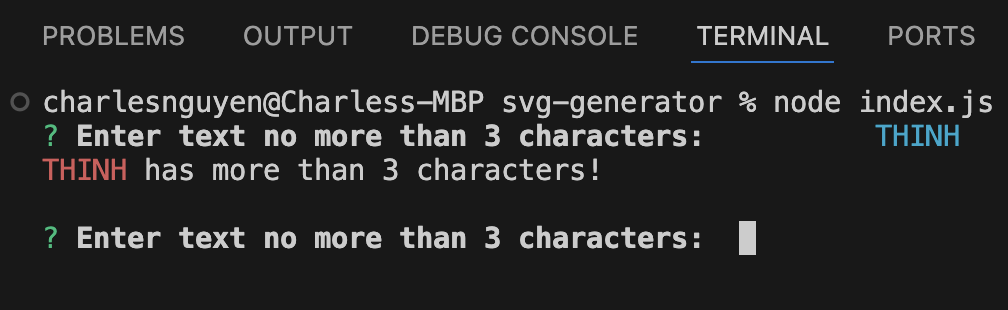 PROBLEMS OUTPUT DEBUG CONSOLE TERMINAL PORTS
charlesnguyen@Charless-MBP svg-generator % node index.js
? Enter text no more than 3 characters: THINH
THINH has more than 3 characters!
? Enter text no more than 3 characters: